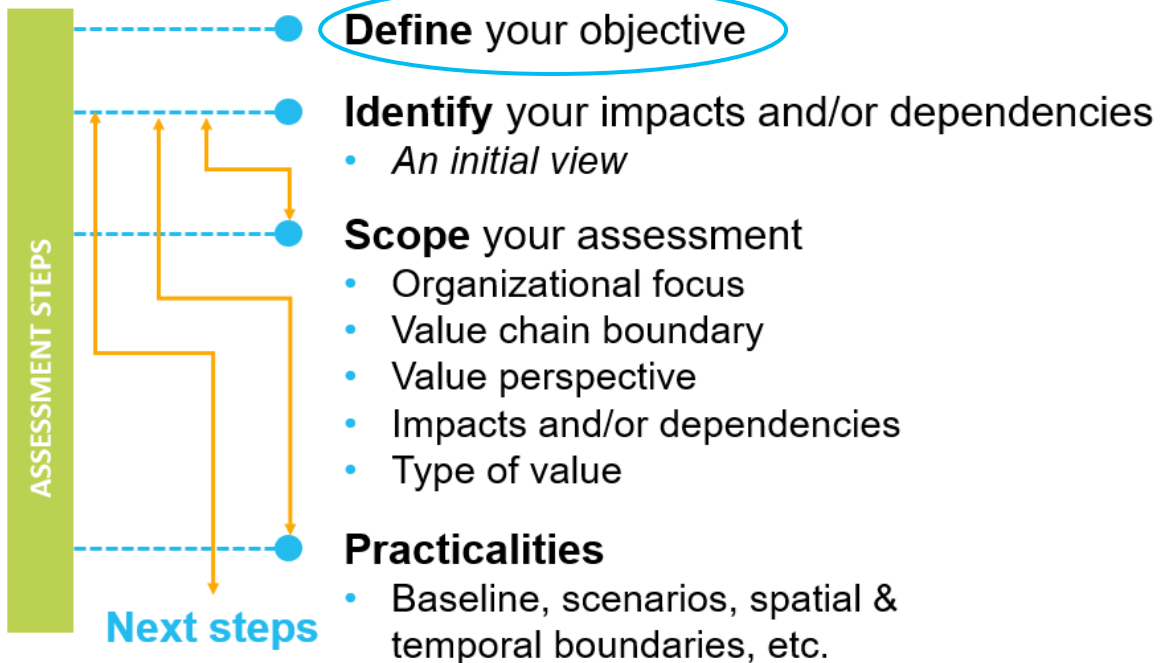 Define your objective
Identify your impacts and/or dependencies
• An initial view
Scope your assessment
• Organizational focus
• Value chain boundary
• Value perspective
• Impacts and/or dependencies
• Type of value
Practicalities
• Baseline, scenarios, spatial &
temporal boundaries, etc.
ASSESSMENT STEPS
Next steps